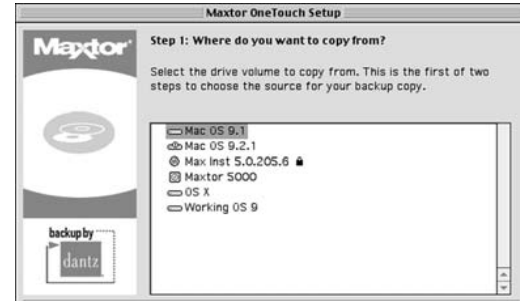 Maxtor OneTouch Setup
Maxtor
Step 1: Where do you want to copy from?
Select the drive volume to copy from. This is the first of two
steps to choose the source for your backup copy.
Mac OS 9.1
Mac OS 9.2.1
Max Inst 5.0.205.6
Maxtor 5000
OS X
Working OS 9
backup by
dantz